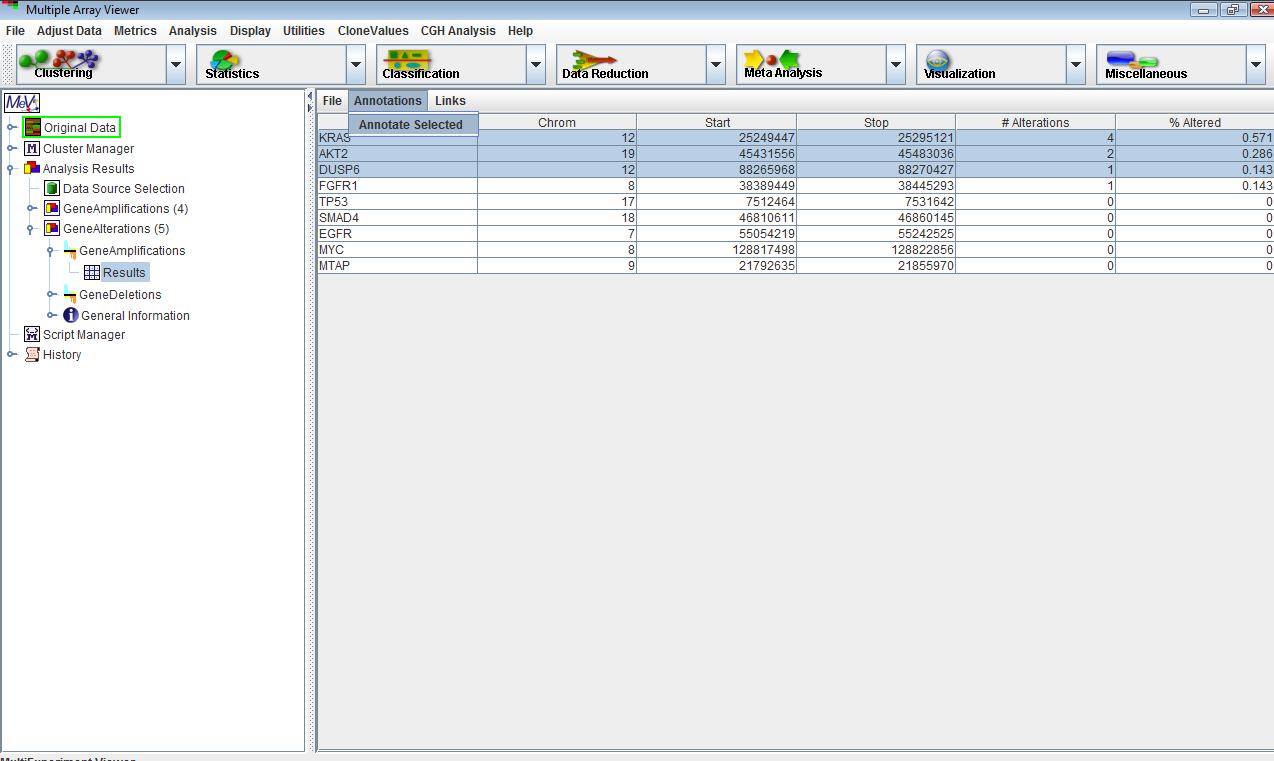 Multiple Array Viewer
File Adjust Data Metrics Analysis Display Utilities CloneValues CGH Analysis Help
Clustering Statistics Classification Data Reduction Meta Analysis Visualization Miscellaneous
MeV
Original Data
Cluster Manager
Analysis Results
Data Source Selection
GeneAmplifications (4)
GeneAlterations (5)
GeneAmplifications
Results
GeneDeletions
General Information
Script Manager
History
File Annotations Links
Annotate Selected
Chrom Start Stop # Alterations % Altered
KRAS 12 25249447 25295121 4 0.571
AKT2 19 45431556 45483036 2 0.286
DUSP6 12 88265968 88270427 1 0.143
FGFR1 8 38389449 38445293 1 0.143
TP53 17 7512464 7531642 0 0
SMAD4 18 46810611 46860145 0 0
EGFR 7 55054219 55242525 0 0
MYC 8 128817498 128822856 0 0
MTAP 9 21792635 21855970 0 0
MultiExperiment Viewer